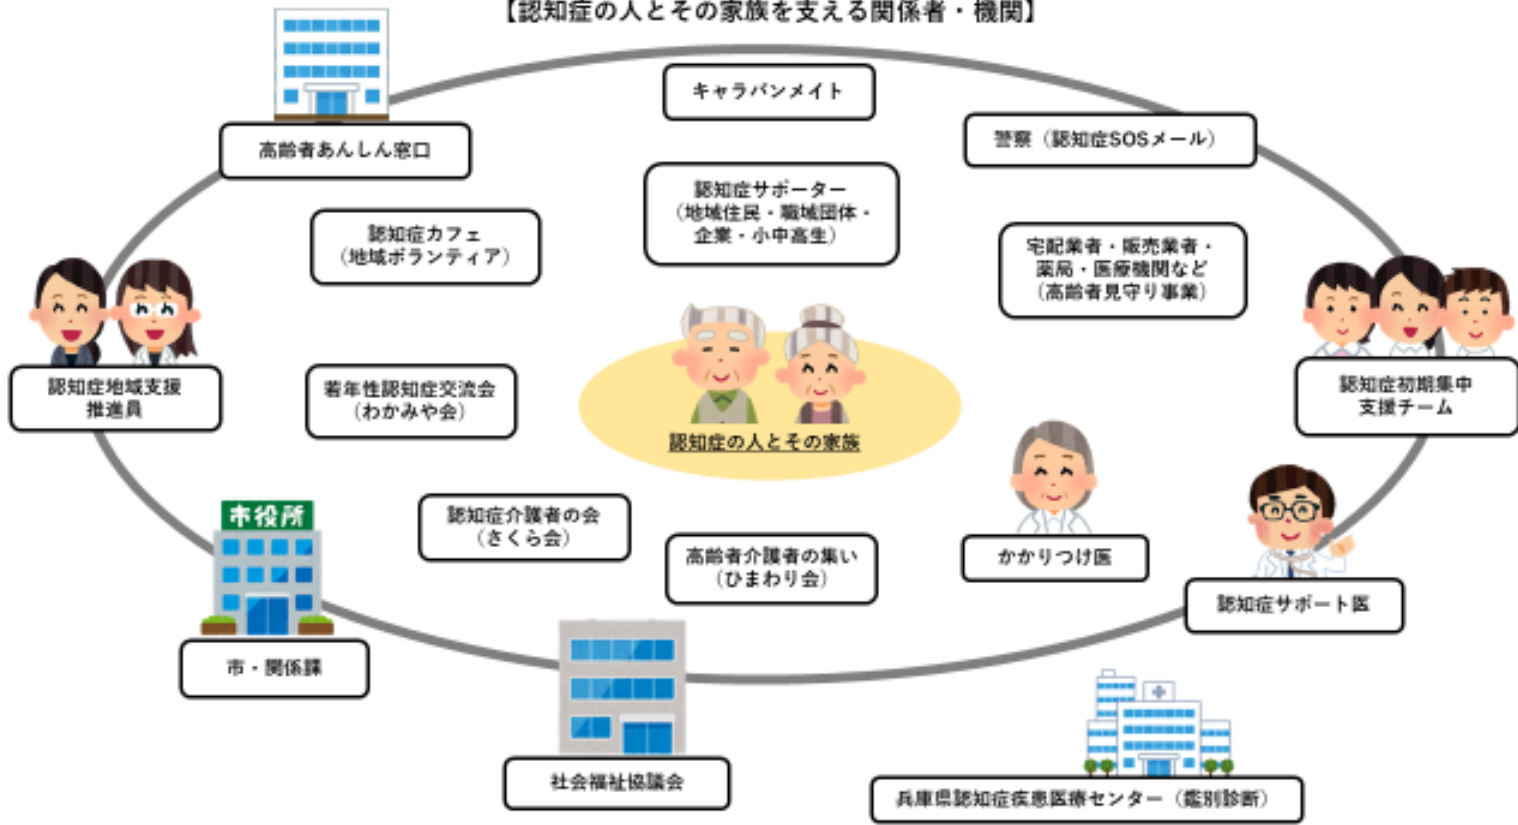 【認知症の人とその家族を支える関係者・機関】
キャラバンメイト
高齢者あんしん窓口
警察（認知症SOSメール）
認知症サポーター
（地域住民・職域団体・
企業・小中高生）
認知症カフェ
（地域ボランティア）
宅配業者・販売業者・
薬局・医療機関など
（高齢者見守り事業）
認知症地域支援
推進員
若年性認知症交流会
（わかみや会）
認知症初期集中
支援チーム
認知症の人とその家族
認知症介護者の会
（さくら会）
市役所
高齢者介護者の集い
（ひまわり会）
かかりつけ医
認知症サポート医
市・関係課
社会福祉協議会
兵庫県認知症疾患医療センター（鑑別診断）